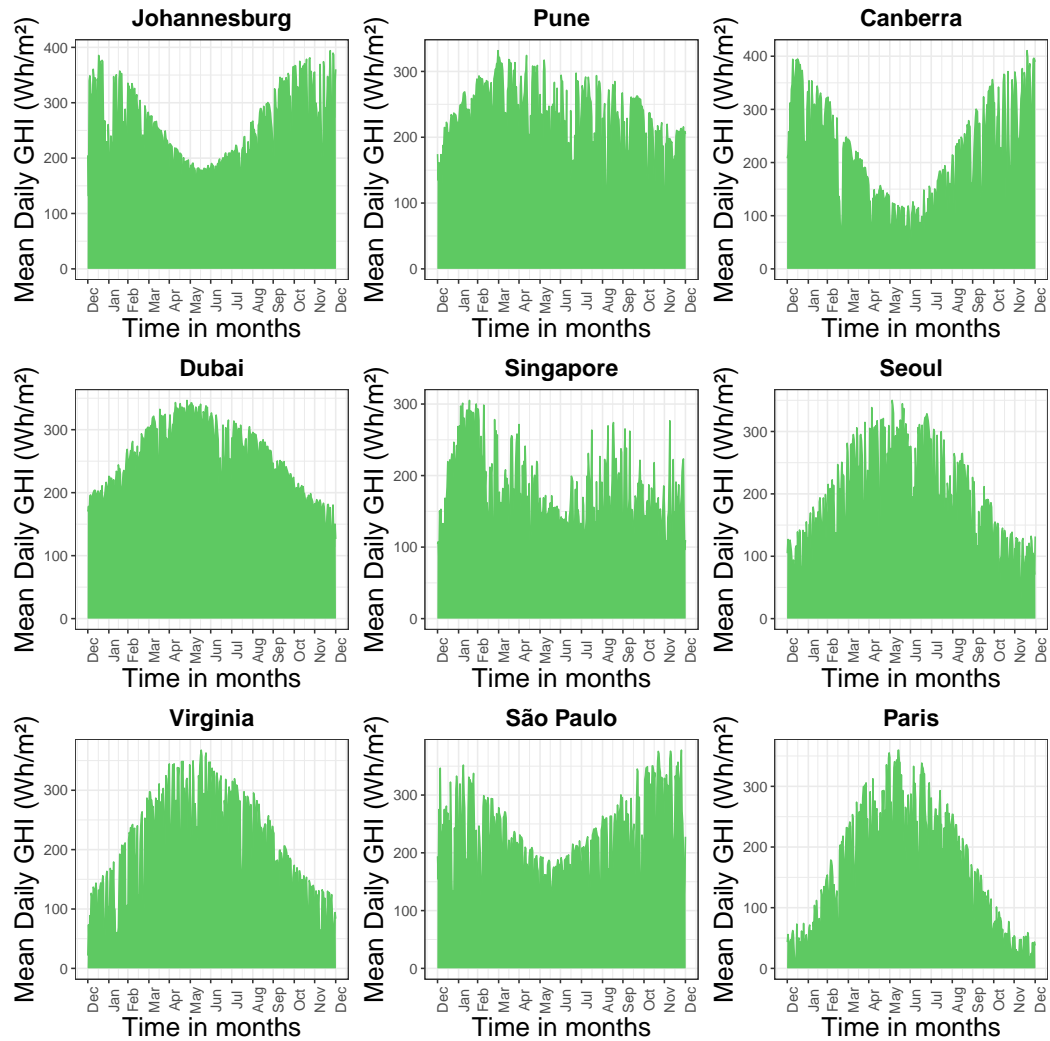 Johannesburg
Mean Daily GHI (Wh/m²)
400
300
200
100
0
Dec Jan Feb Mar Apr May Jun Jul Aug Sep Oct Nov Dec
Time in months
Pune
Mean Daily GHI (Wh/m²)
300
200
100
0
Dec Jan Feb Mar Apr May Jun Jul Aug Sep Oct Nov Dec
Time in months
Canberra
Mean Daily GHI (Wh/m²)
400
300
200
100
0
Dec Jan Feb Mar Apr May Jun Jul Aug Sep Oct Nov Dec
Time in months
Dubai
Mean Daily GHI (Wh/m²)
300
200
100
0
Dec Jan Feb Mar Apr May Jun Jul Aug Sep Oct Nov Dec
Time in months
Singapore
Mean Daily GHI (Wh/m²)
300
200
100
0
Dec Jan Feb Mar Apr May Jun Jul Aug Sep Oct Nov Dec
Time in months
Seoul
Mean Daily GHI (Wh/m²)
300
200
100
0
Dec Jan Feb Mar Apr May Jun Jul Aug Sep Oct Nov Dec
Time in months
Virginia
Mean Daily GHI (Wh/m²)
300
200
100
0
Dec Jan Feb Mar Apr May Jun Jul Aug Sep Oct Nov Dec
Time in months
São Paulo
Mean Daily GHI (Wh/m²)
300
200
100
0
Dec Jan Feb Mar Apr May Jun Jul Aug Sep Oct Nov Dec
Time in months
Paris
Mean Daily GHI (Wh/m²)
300
200
100
0
Dec Jan Feb Mar Apr May Jun Jul Aug Sep Oct Nov Dec
Time in months